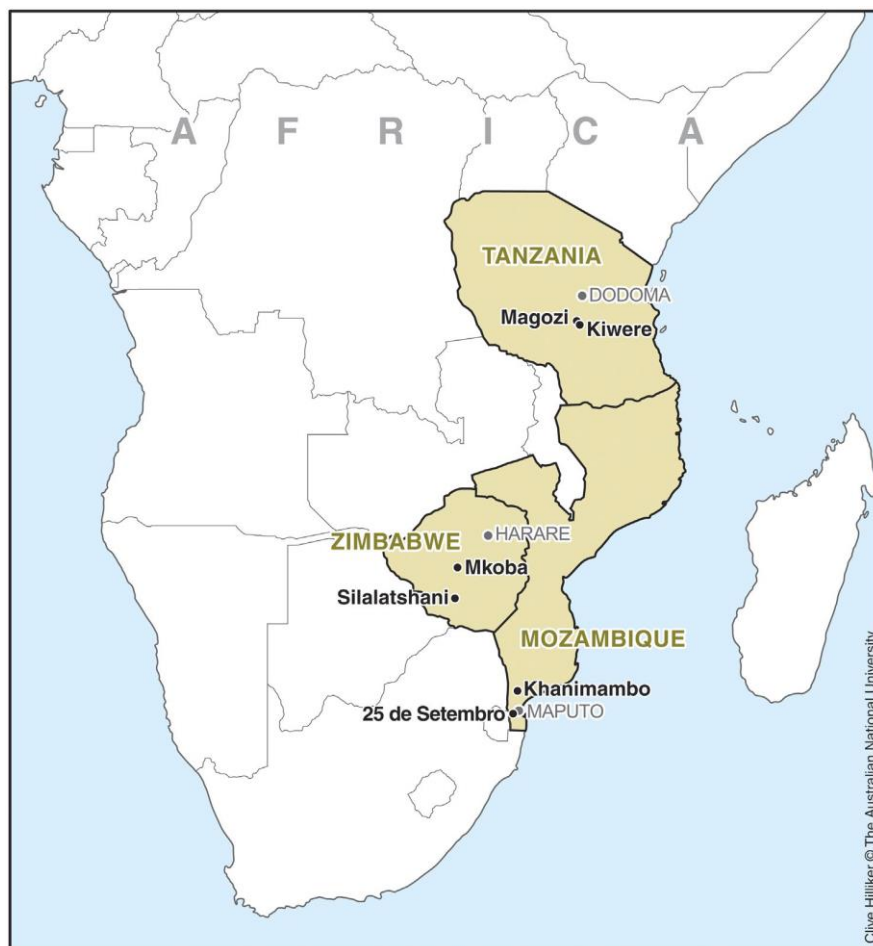 AFRICA
TANZANIA
DODOMA
Magozi
Kiwere
HARARE
ZIMBABWE
Mkoba
Silalatshani
MOZAMBIQUE
Khanimambo
25 de Setembro
MAPUTO
Clive Hilliker © The Australian National University